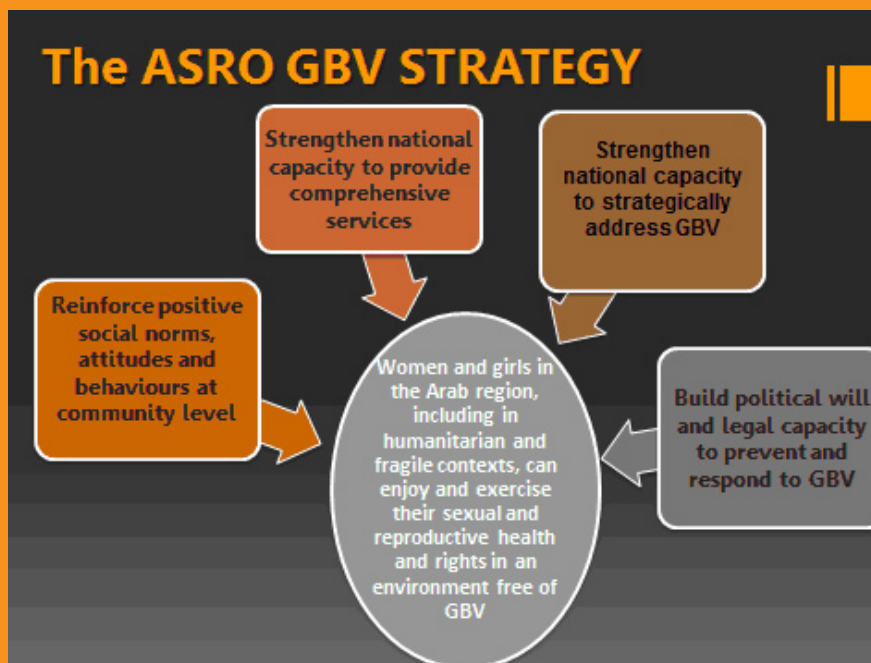 The ASRO GBV STRATEGY
Strengthen national
capacity to provide
comprehensive
services
Strengthen
national capacity
to strategically
address GBV
Reinforce positive
social norms,
attitudes and
behaviours at
community level
Women and girls in
the Arab region,
including in
humanitarian and
fragile contexts, can
enjoy and exercise
their sexual and
reproductive health
and rights in an
environment free of
GBV
Build political will
and legal capacity
to prevent and
respond to GBV